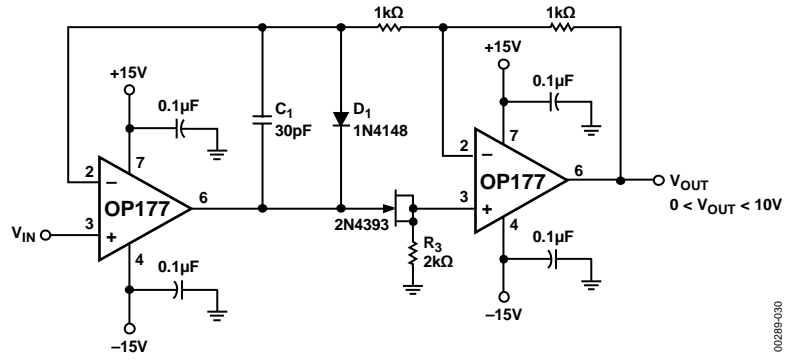 1kΩ
1kΩ
+15V
0.1µF
C1
30pF
D1
1N4148
+15V
0.1µF
2
7
–
OP177
6
3
+
4
VIN
2N4393
R3
2kΩ
2
7
–
OP177
6
3
+
4
VOUT
0 < VOUT < 10V
0.1µF
–15V
0.1µF
–15V
00289-030